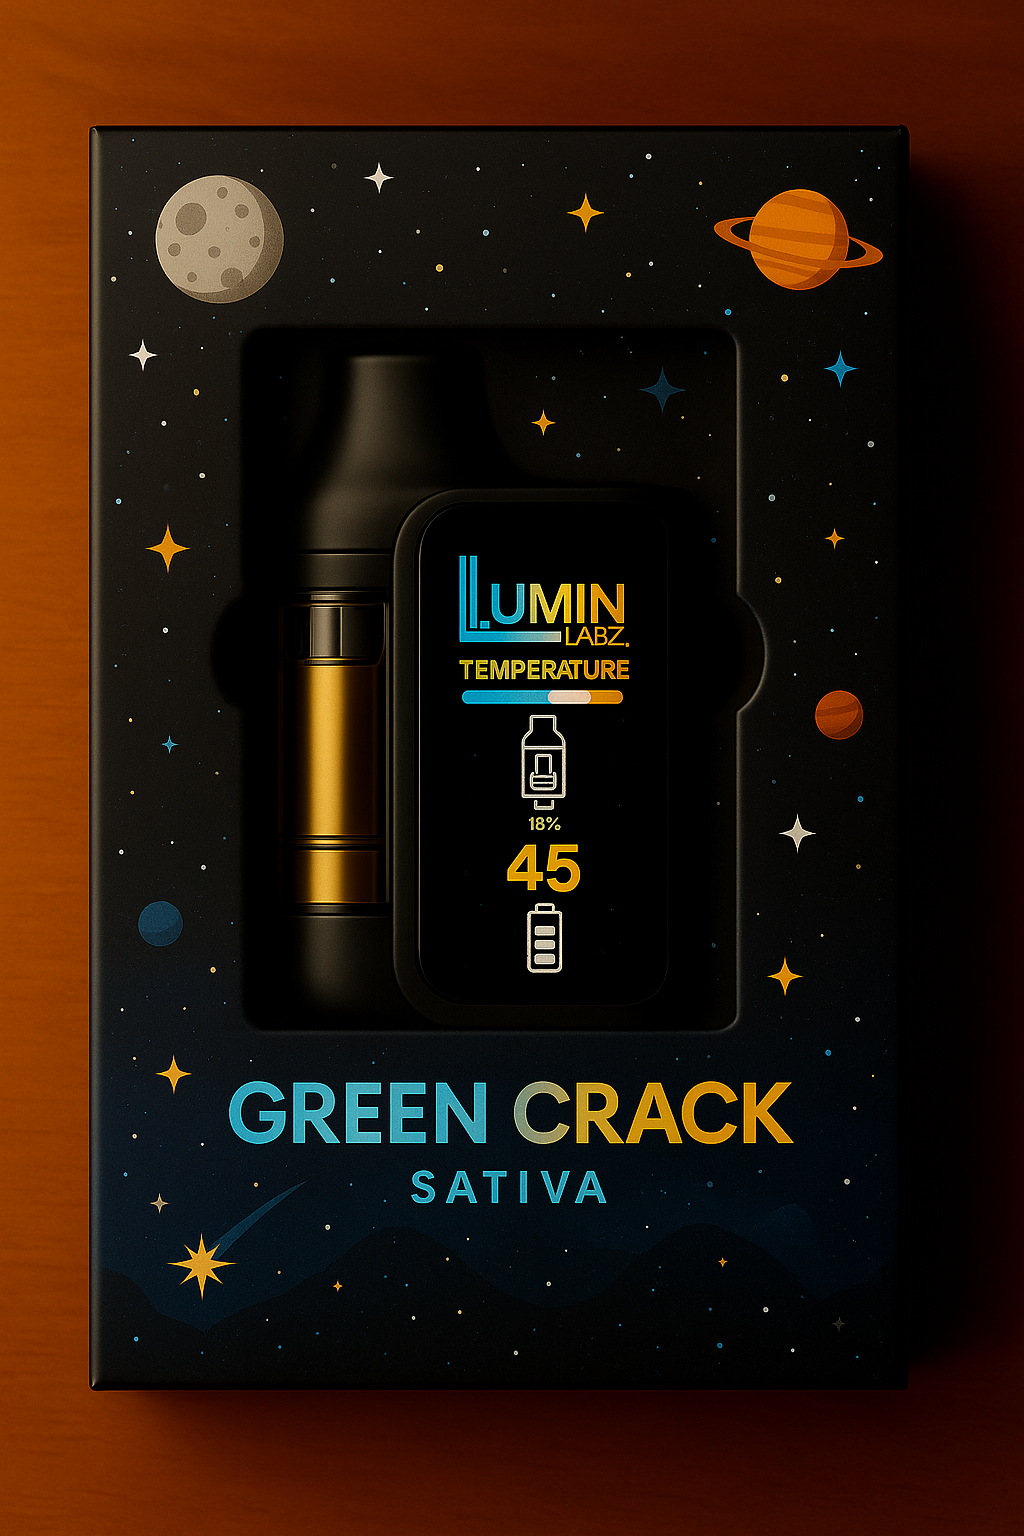 LUMIN
LABZ.
TEMPERATURE
18%
45
GREEN CRACK
SATIVA